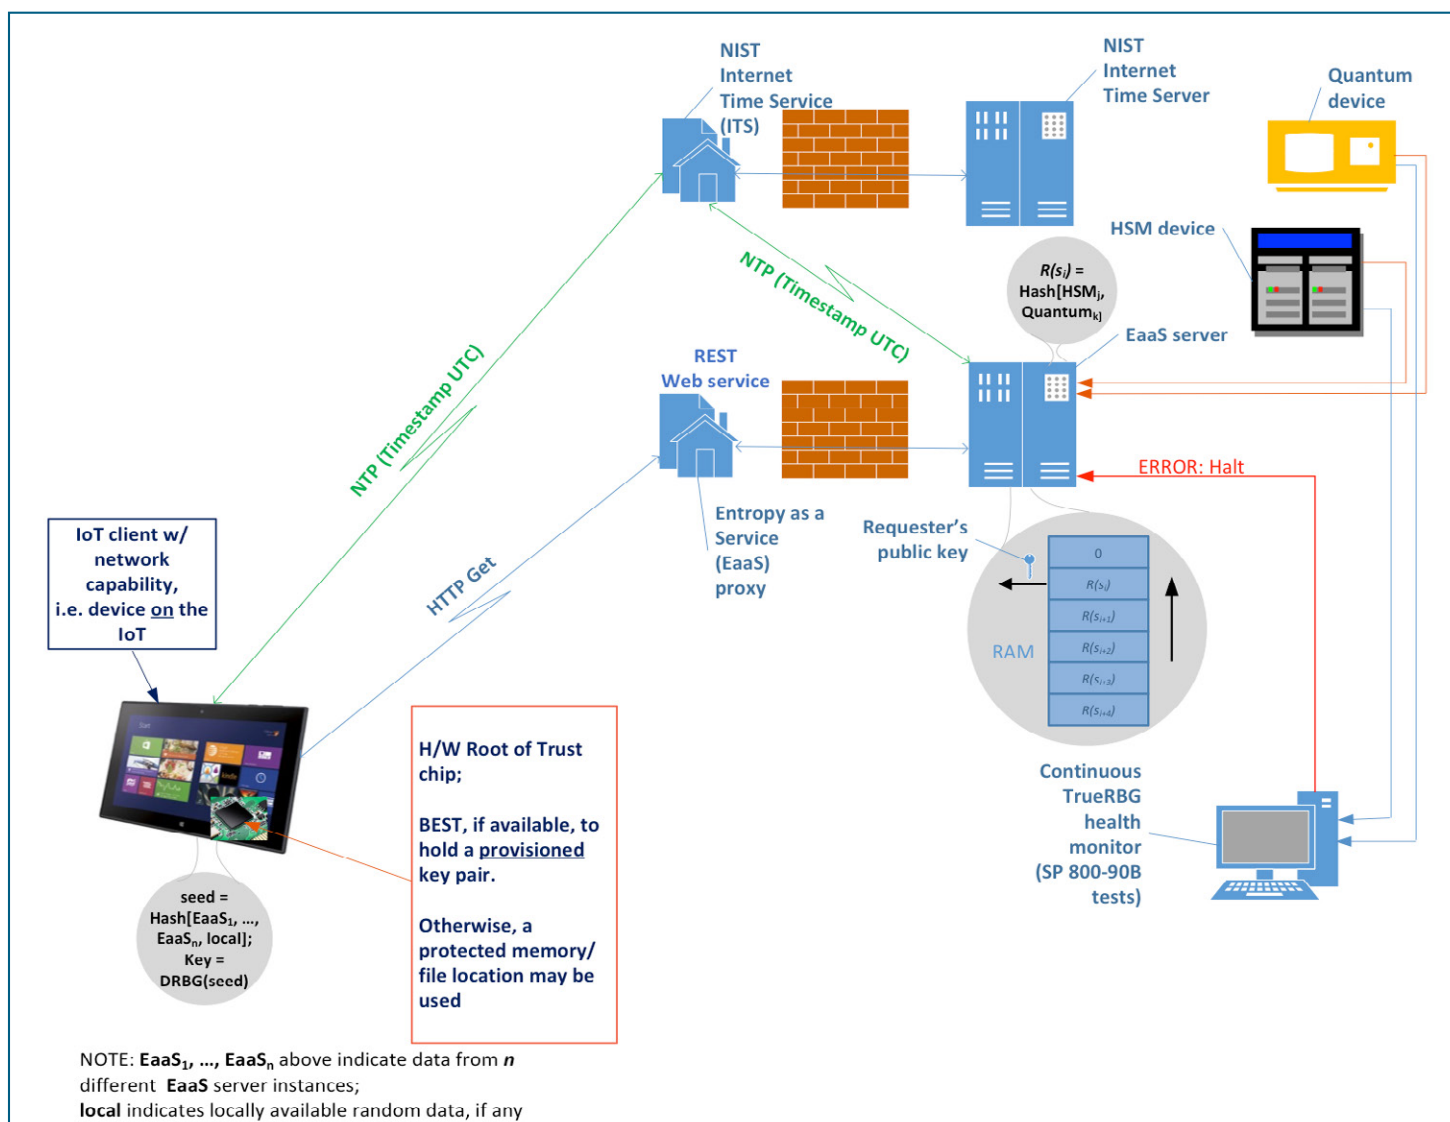 NIST
Internet
Time Service
(ITS)
NIST
Internet
Time Server
Quantum
device
HSM device
R(sᵢ) =
Hash[HSMⱼ,
Quantumₖ]
EaaS server
NTP (Timestamp UTC)
NTP (Timestamp UTC)
REST
Web service
HTTP Get
Entropy as a
Service
(EaaS)
proxy
ERROR: Halt
Requester’s
public key
0
R(sᵢ)
R(sᵢ₊₁)
R(sᵢ₊₂)
R(sᵢ₊₃)
R(sᵢ₊₄)
RAM
IoT client w/
network
capability,
i.e. device on the
IoT
Start
H/W Root of Trust
chip;
BEST, if available, to
hold a provisioned
key pair.
Otherwise, a
protected memory/
file location may be
used
Continuous
TrueRBG
health
monitor
(SP 800-90B
tests)
seed =
Hash[EaaS₁, …,
EaaSₙ, local];
Key =
DRBG(seed)
NOTE: EaaS₁, …, EaaSₙ above indicate data from n
different EaaS server instances;
local indicates locally available random data, if any